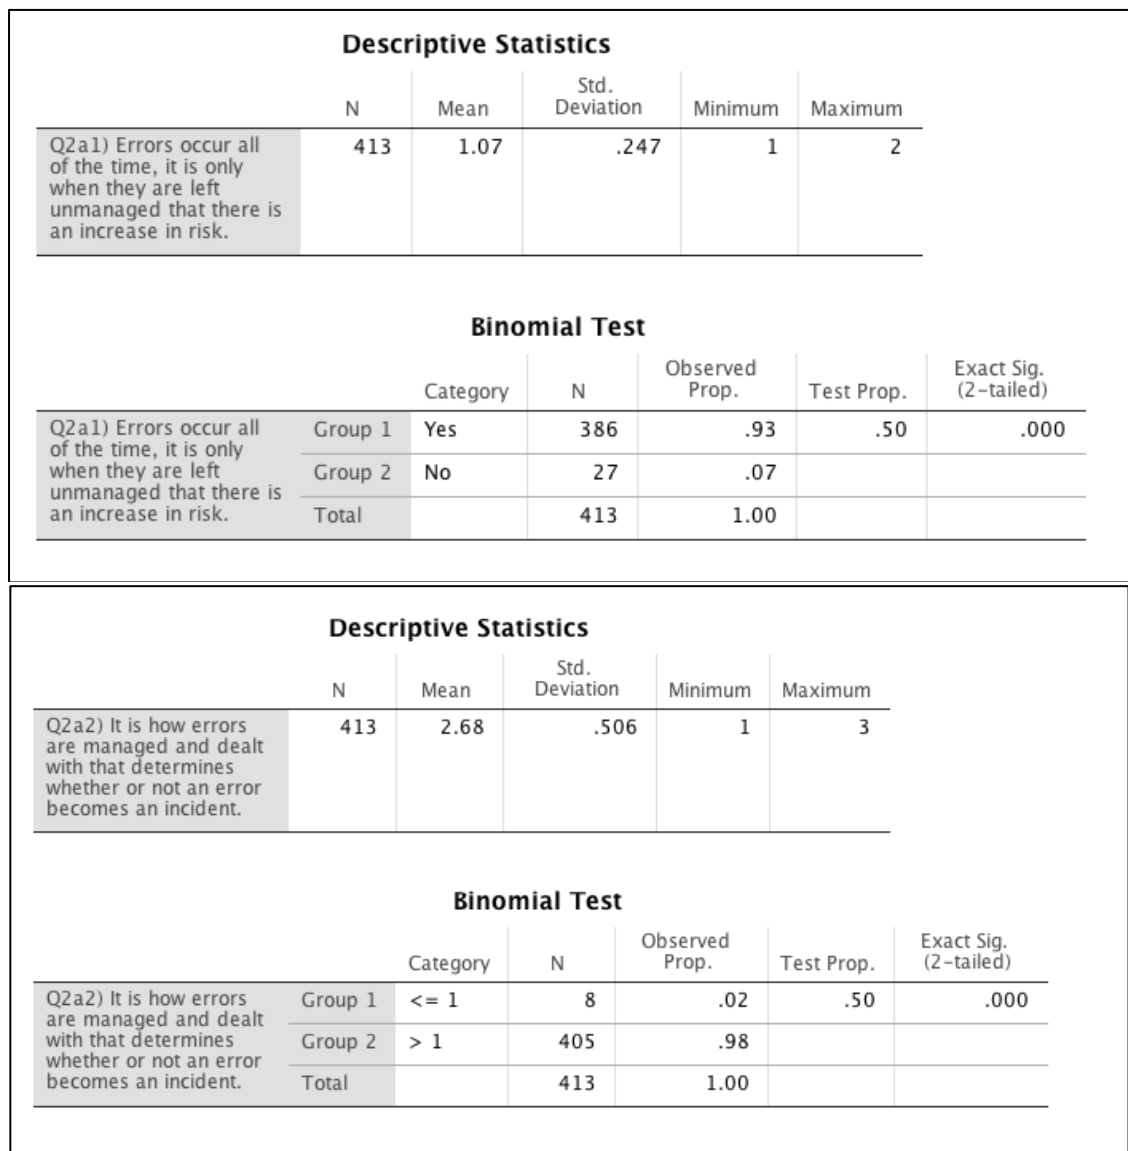 Descriptive Statistics
N Mean Std. Deviation Minimum Maximum
Q2a1) Errors occur all 413 1.07 .247 1 2
of the time, it is only
when they are left
unmanaged that there is
an increase in risk.
Binomial Test
Category N Observed Prop. Test Prop. Exact Sig. (2-tailed)
Q2a1) Errors occur all Group 1 Yes 386 .93 .50 .000
of the time, it is only
when they are left Group 2 No 27 .07
unmanaged that there is
an increase in risk. Total 413 1.00
Descriptive Statistics
N Mean Std. Deviation Minimum Maximum
Q2a2) It is how errors 413 2.68 .506 1 3
are managed and dealt
with that determines
whether or not an error
becomes an incident.
Binomial Test
Category N Observed Prop. Test Prop. Exact Sig. (2-tailed)
Q2a2) It is how errors Group 1 <= 1 8 .02 .50 .000
are managed and dealt
with that determines Group 2 > 1 405 .98
whether or not an error
becomes an incident. Total 413 1.00